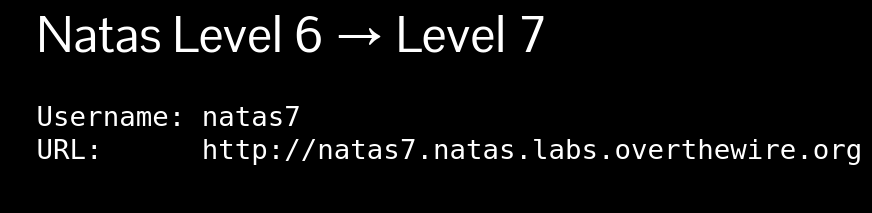 Natas Level 6 → Level 7
Username: natas7
URL:      http://natas7.natas.labs.overthewire.org